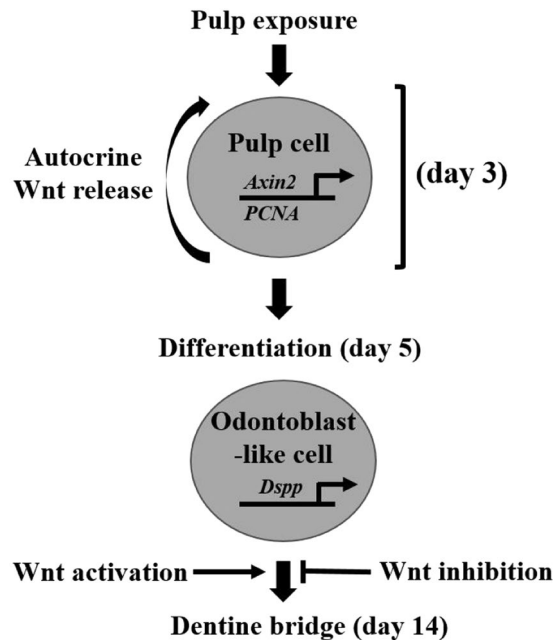 Pulp exposure
Autocrine
Wnt release
Pulp cell
Axin2
PCNA
(day 3)
Differentiation (day 5)
Odontoblast
-like cell
Dspp
Wnt activation
Wnt inhibition
Dentine bridge (day 14)